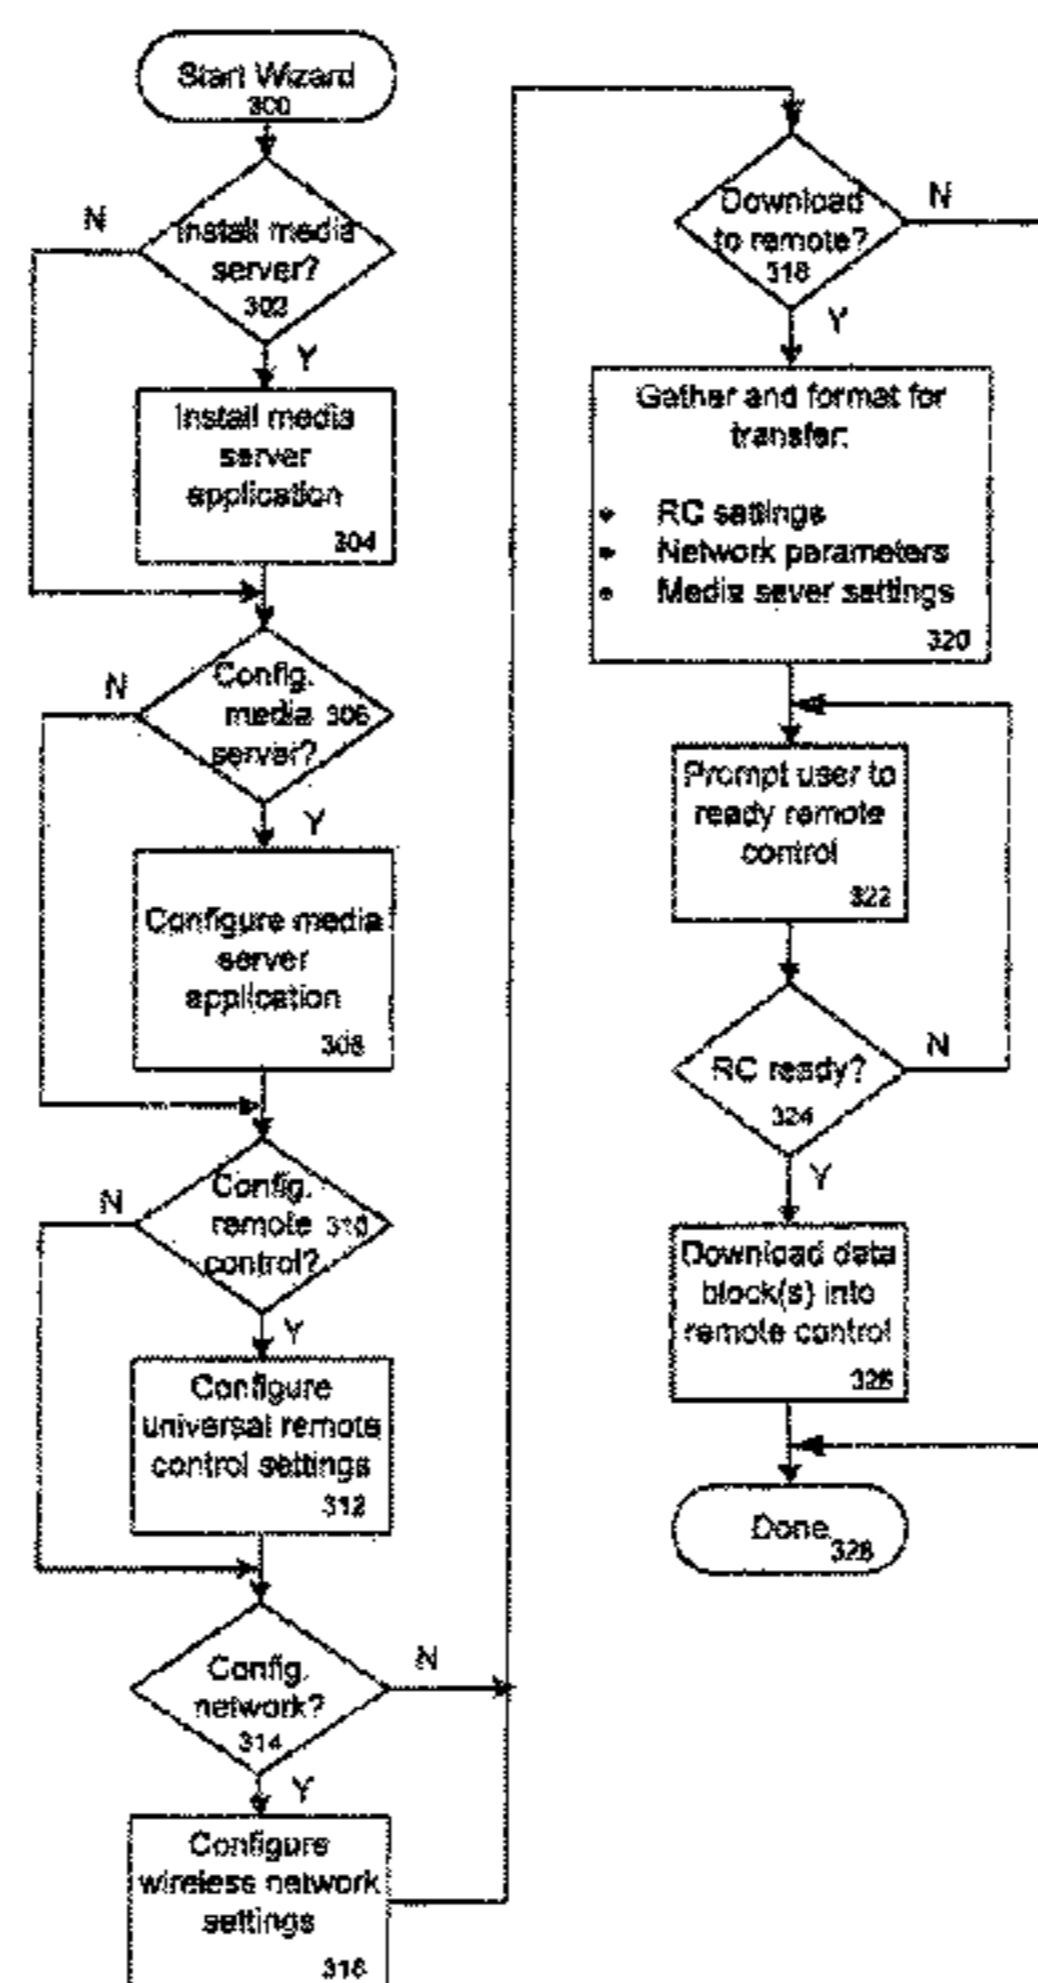 Start Wizard
300
N
Install media
server?
302
Y
Install media
server
application
304
N
Config.
media 306
server?
Y
Configure media
server
application
308
N
Config.
remote 310
control?
Y
Configure
universal remote
control settings
312
Config.
network?
314
N
Y
Configure
wireless network
settings
316
Download
to remote?
318
N
Y
Gather and format for
transfer:
• RC settings
• Network parameters
• Media sever settings
320
Prompt user to
ready remote
control
322
RC ready?
324
N
Y
Download data
block(s) into
remote control
326
Done
328